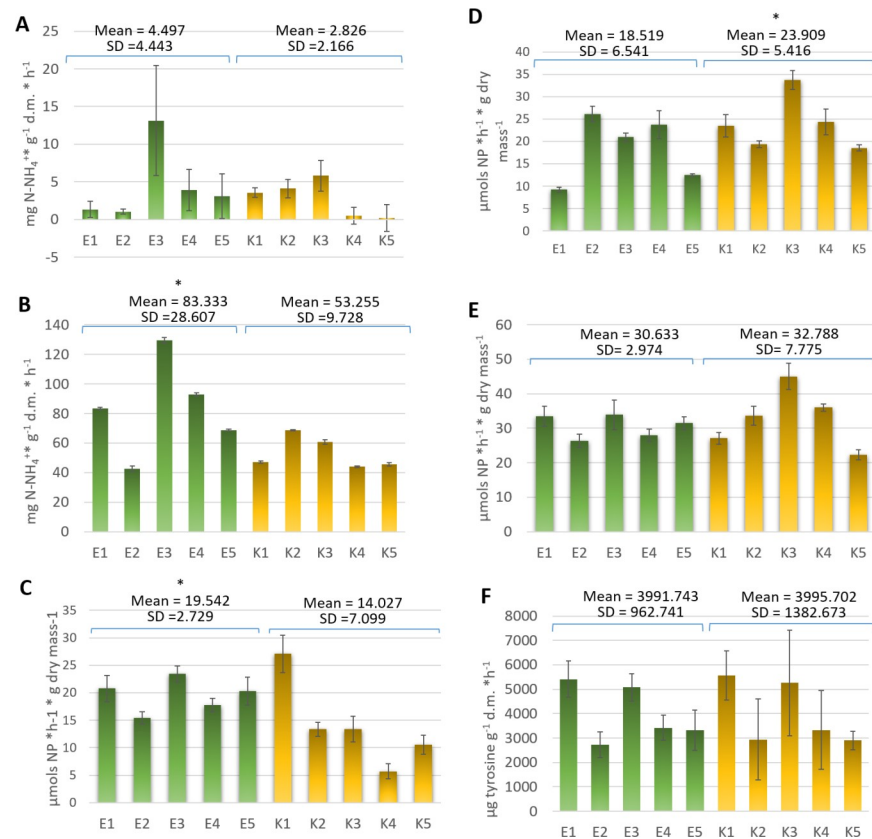 A
Mean = 4.497
SD =4.443
Mean = 2.826
SD =2.166
mg N-NH₄⁺* g⁻¹ d.m. * h⁻¹
25
20
15
10
5
0
-5
E1 E2 E3 E4 E5 K1 K2 K3 K4 K5
B
*
Mean = 83.333
SD =28.607
Mean = 53.255
SD =9.728
mg N-NH₄⁺* g⁻¹ d.m. * h⁻¹
140
120
100
80
60
40
20
0
E1 E2 E3 E4 E5 K1 K2 K3 K4 K5
C
*
Mean = 19.542
SD =2.729
Mean = 14.027
SD =7.099
μmols NP *h-1 * g dry mass-1
35
30
25
20
15
10
5
0
E1 E2 E3 E4 E5 K1 K2 K3 K4 K5
D
*
Mean = 18.519
SD = 6.541
Mean = 23.909
SD = 5.416
μmols NP *h⁻¹ * g dry
mass⁻¹
40
35
30
25
20
15
10
5
0
E1 E2 E3 E4 E5 K1 K2 K3 K4 K5
E
Mean = 30.633
SD= 2.974
Mean = 32.788
SD= 7.775
μmols NP *h⁻¹ * g dry mass⁻¹
60
50
40
30
20
10
0
E1 E2 E3 E4 E5 K1 K2 K3 K4 K5
F
Mean = 3991.743
SD = 962.741
Mean = 3995.702
SD = 1382.673
μg tyrosine g⁻¹ d.m. *h⁻¹
8000
7000
6000
5000
4000
3000
2000
1000
0
E1 E2 E3 E4 E5 K1 K2 K3 K4 K5